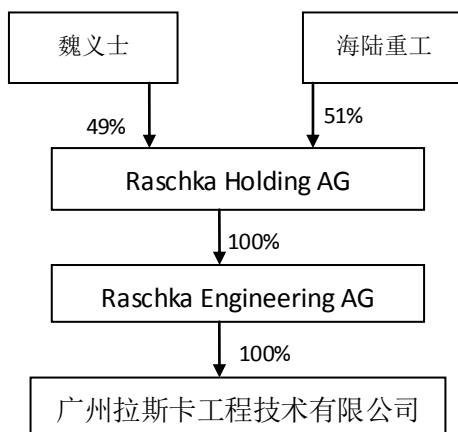 魏义士
海陆重工
49%
51%
Raschka Holding AG
100%
Raschka Engineering AG
100%
广州拉斯卡工程技术有限公司